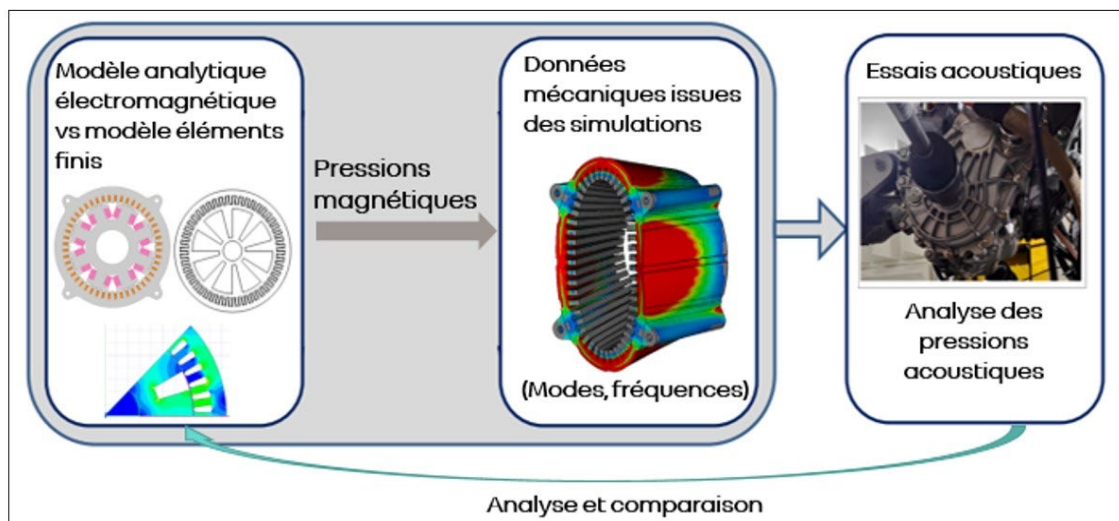 Modèle analytique
électromagnétique
vs modèle éléments
finis
Pressions
magnétiques
Données
mécaniques issues
des simulations
(Modes, fréquences)
Essais acoustiques
Analyse des
pressions
acoustiques
Analyse et comparaison